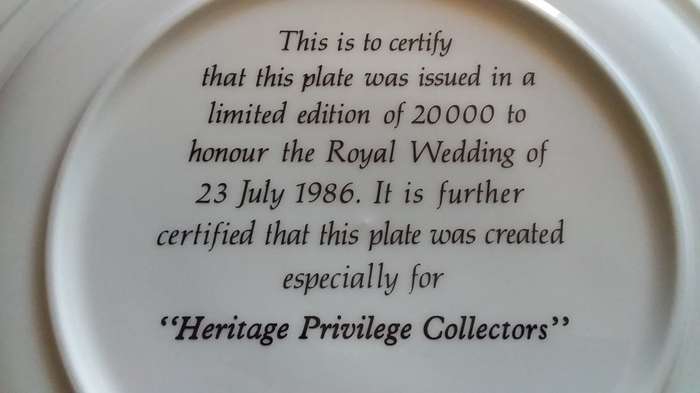 This is to certify
that this plate was issued in a
limited edition of 20000 to
honour the Royal Wedding of
23 July 1986. It is further
certified that this plate was created
especially for
“Heritage Privilege Collectors”